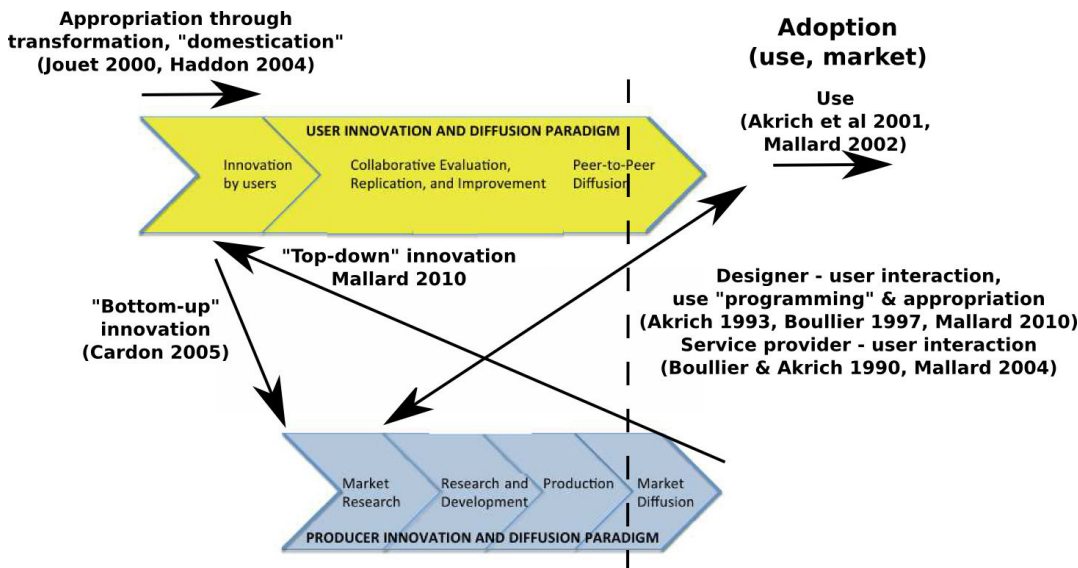 Appropriation through
transformation, "domestication"
(Jouet 2000, Haddon 2004)
Adoption
(use, market)
Use
(Akrich et al 2001,
Mallard 2002)
USER INNOVATION AND DIFFUSION PARADIGM
Innovation
by users
Collaborative Evaluation,
Replication, and Improvement
Peer-to-Peer
Diffusion
"Top-down" innovation
Mallard 2010
"Bottom-up"
innovation
(Cardon 2005)
Designer - user interaction,
use "programming" & appropriation
(Akrich 1993, Boullier 1997, Mallard 2010)
Service provider - user interaction
(Boullier & Akrich 1990, Mallard 2004)
Market
Research
Research and
Development
Production
Market
Diffusion
PRODUCER INNOVATION AND DIFFUSION PARADIGM